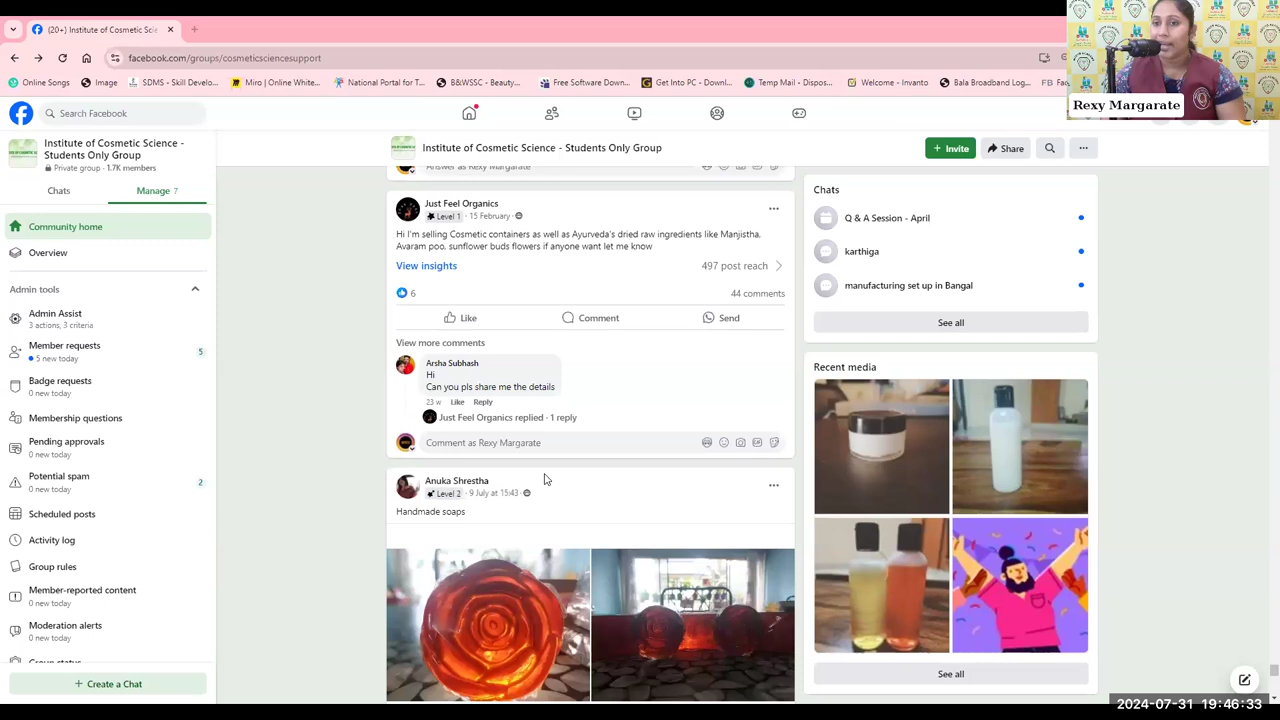 (20+) Institute of Cosmetic Scie
facebook.com/groups/cosmeticsciencesupport
Online Songs
Image
SDMS - Skill Develo...
Miro | Online White...
National Portal for T...
B&WSSC - Beauty...
FreeSoftware Down...
Get Into PC - Downl...
Temp Mail - Dispos...
Welcome - Invanto
Bala Broadband Log...
Rexy Margarate
Search Facebook
Institute of Cosmetic Science -
Students Only Group
Private group · 1.7K members
Chats
Manage 7
Community home
Overview
Admin tools
Admin Assist
3 actions, 3 criteria
Member requests
5 new today
5
Badge requests
0 new today
Membership questions
Pending approvals
0 new today
Potential spam
0 new today
2
Scheduled posts
Activity log
Group rules
Member-reported content
0 new today
Moderation alerts
0 new today
Group status
+ Create a Chat
Institute of Cosmetic Science - Students Only Group
+ Invite
Share
Answer as Rexy Margarate
Just Feel Organics
Level 1 · 15 February ·
Hi I'm selling Cosmetic containers as well as Ayurveda's dried raw ingredients like Manjistha,
Avaram poo, sunflower buds flowers if anyone want let me know
View insights
497 post reach
6
44 comments
Like
Comment
Send
View more comments
Arsha Subhash
Hi
Can you pls share me the details
23 w Like Reply
Just Feel Organics replied · 1 reply
Comment as Rexy Margarate
Anuka Shrestha
Level 2 · 9 July at 15:43 ·
Handmade soaps
Chats
Q & A Session - April
karthiga
manufacturing set up in Bangal
See all
Recent media
See all
2024-07-31 19:46:33